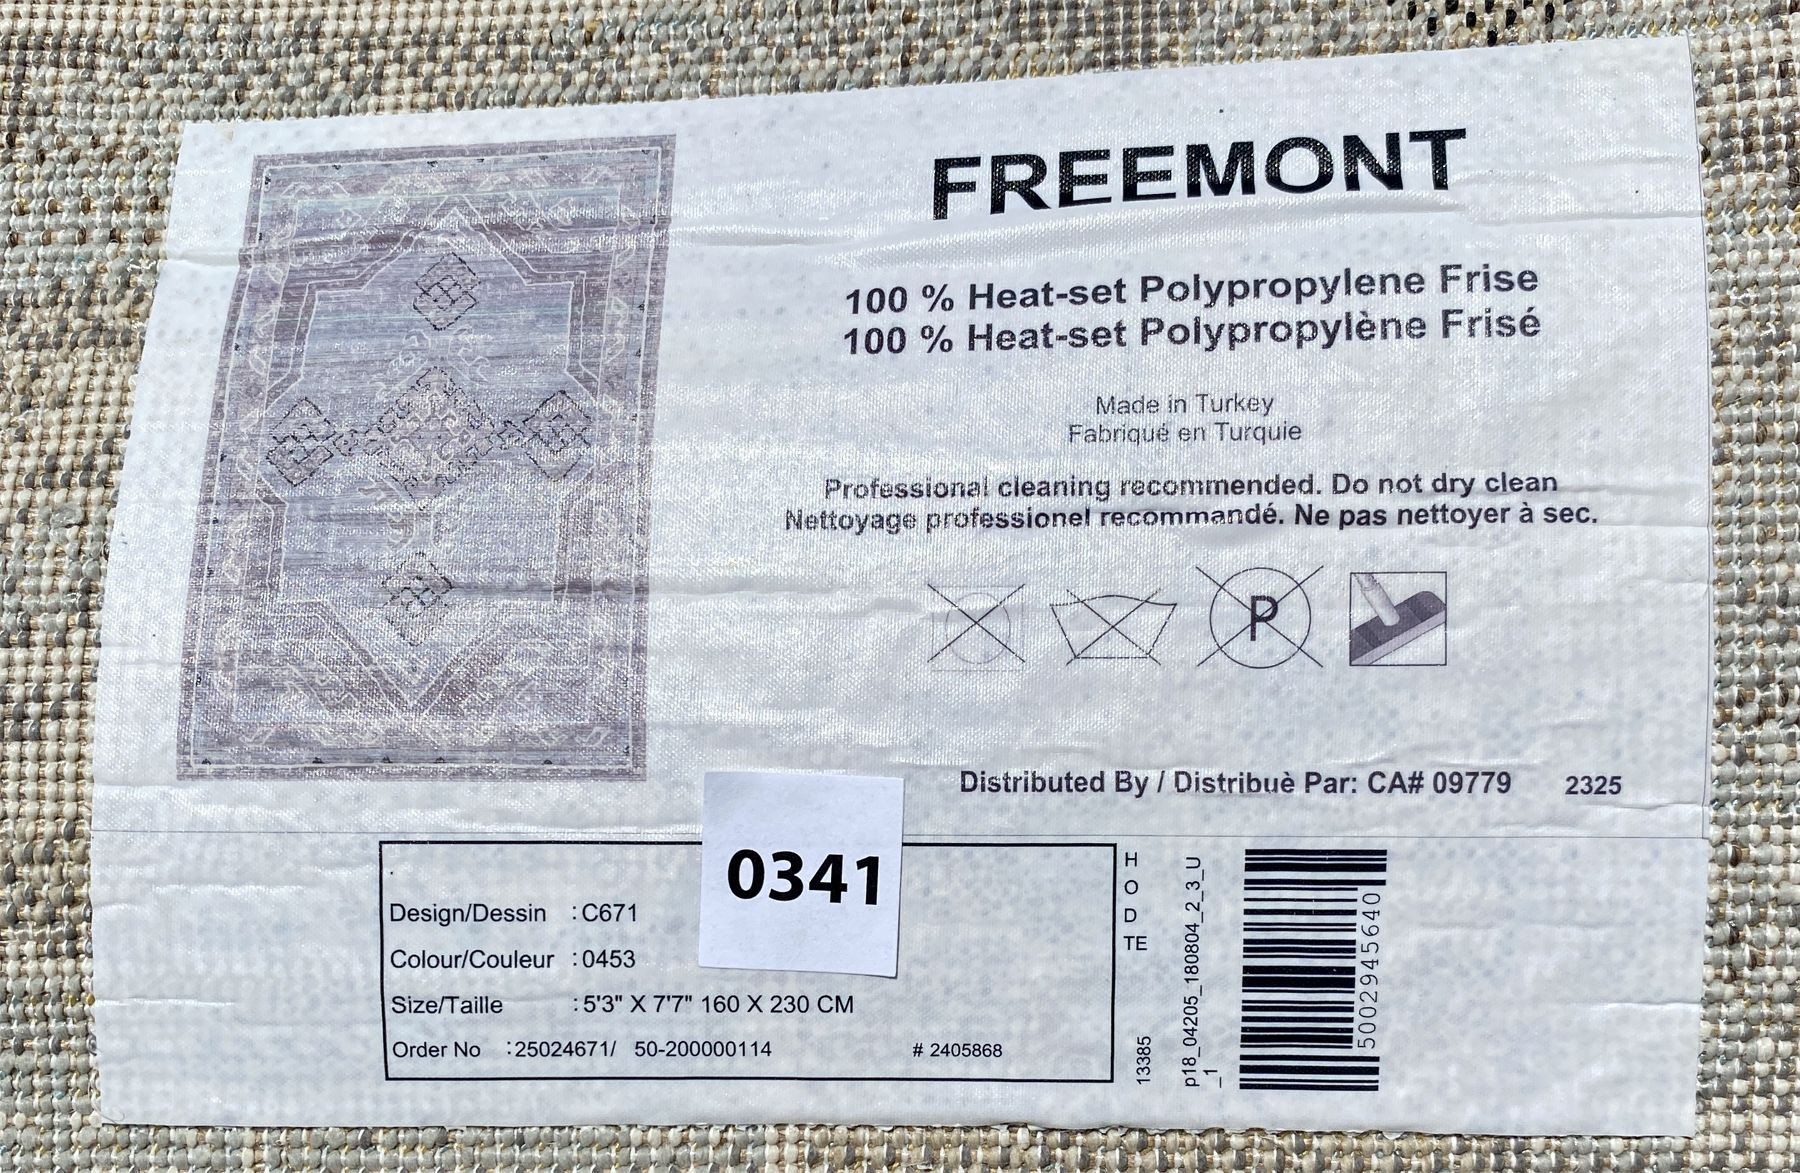 FREEMONT
100 % Heat-set Polypropylene Frise
100 % Heat-set Polypropylène Frisé
Made in Turkey
Fabriqué en Turquie
Professional cleaning recommended. Do not dry clean
Nettoyage professionel recommandé. Ne pas nettoyer à sec.
P
Distributed By / Distribuè Par: CA# 09779 2325
0341
Design/Dessin : C671
Colour/Couleur : 0453
Size/Taille : 5'3" X 7'7" 160 X 230 CM
Order No : 25024671/ 50-200000114 # 2405868
H
O
D
TE
13385
p18_04205_180804_2_3_U
_1
5002945640